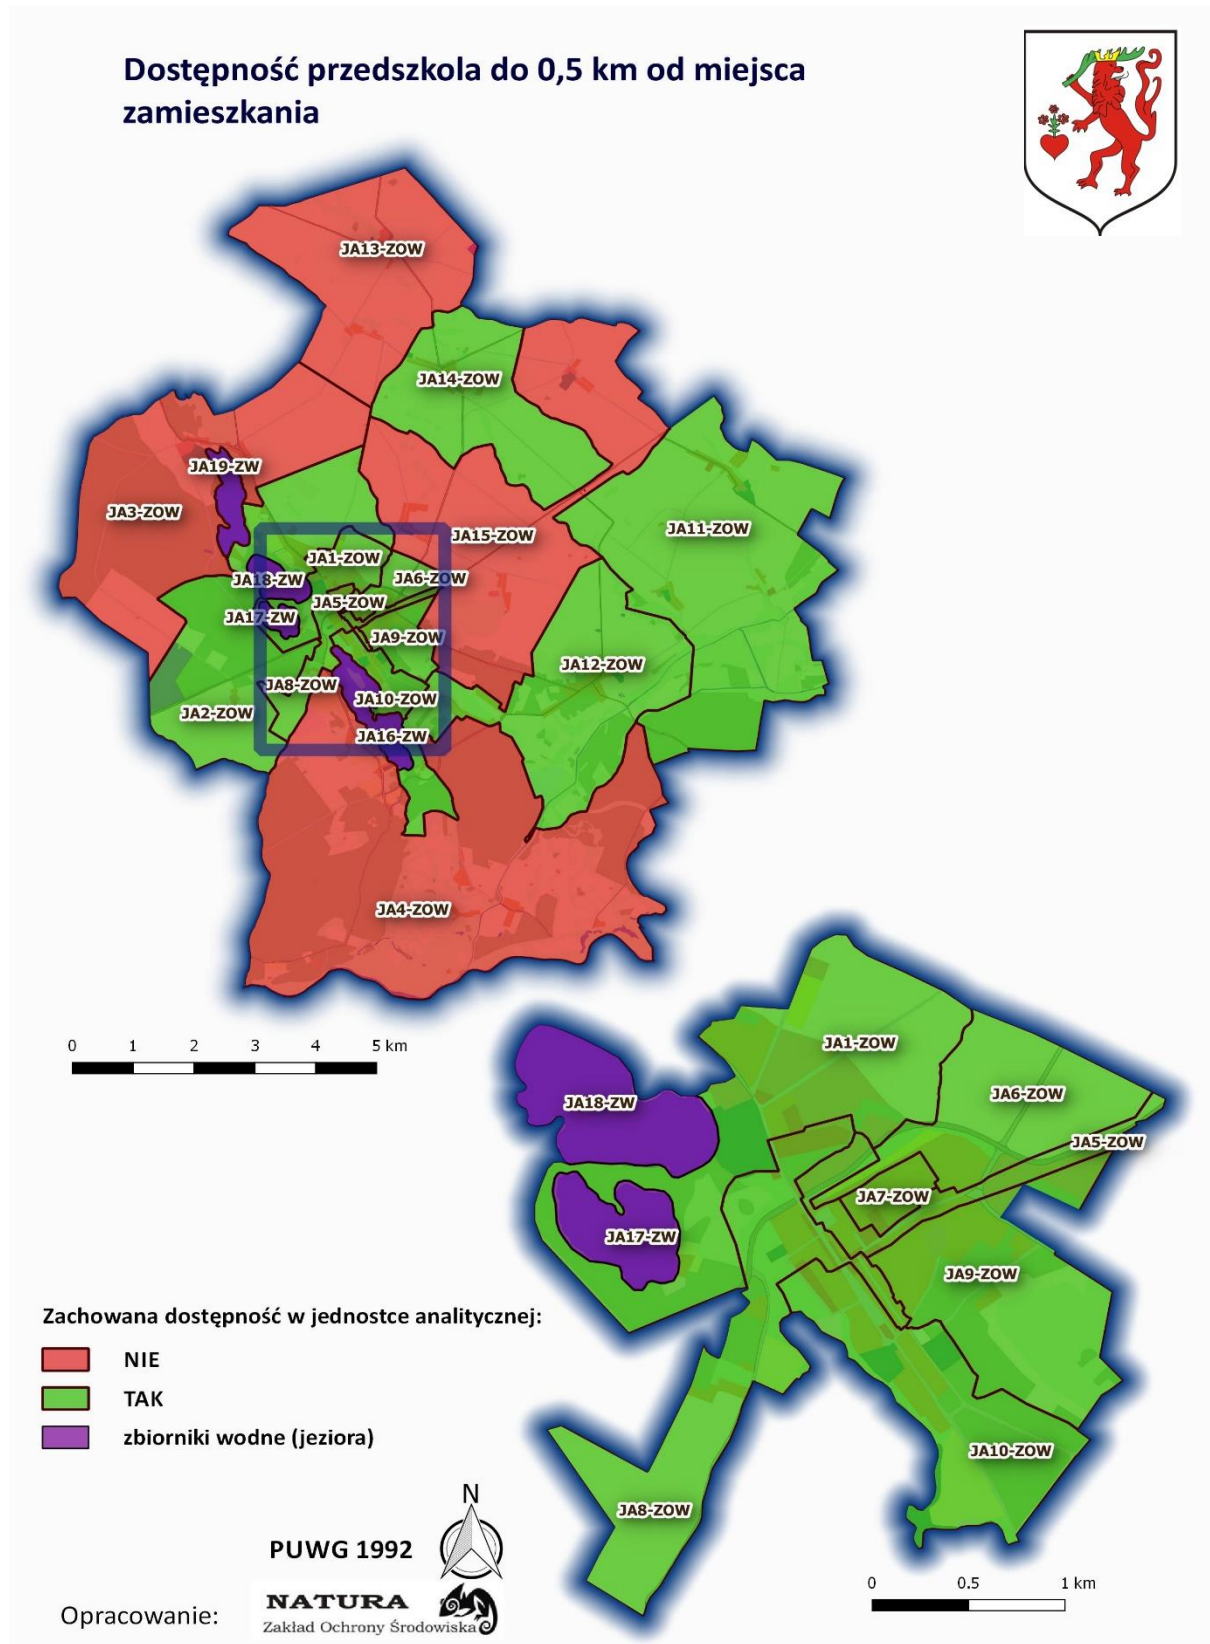 Dostępność przedszkola do 0,5 km od miejsca
zamieszkania
JA13-ZOW
JA14-ZOW
JA19-ZW
JA3-ZOW
JA11-ZOW
JA15-ZOW
JA1-ZOW
JA6-ZOW
JA18-ZW
JA5-ZOW
JA17-ZW
JA9-ZOW
JA12-ZOW
JA8-ZOW
JA10-ZOW
JA2-ZOW
JA16-ZW
JA4-ZOW
0 1 2 3 4 5 km
JA1-ZOW
JA6-ZOW
JA18-ZW
JA5-ZOW
JA7-ZOW
JA17-ZW
JA9-ZOW
JA10-ZOW
JA8-ZOW
Zachowana dostępność w jednostce analitycznej:
NIE
TAK
zbiorniki wodne (jeziora)
N
PUWG 1992
0 0.5 1 km
Opracowanie:
NATURA
Zakład Ochrony Środowiska